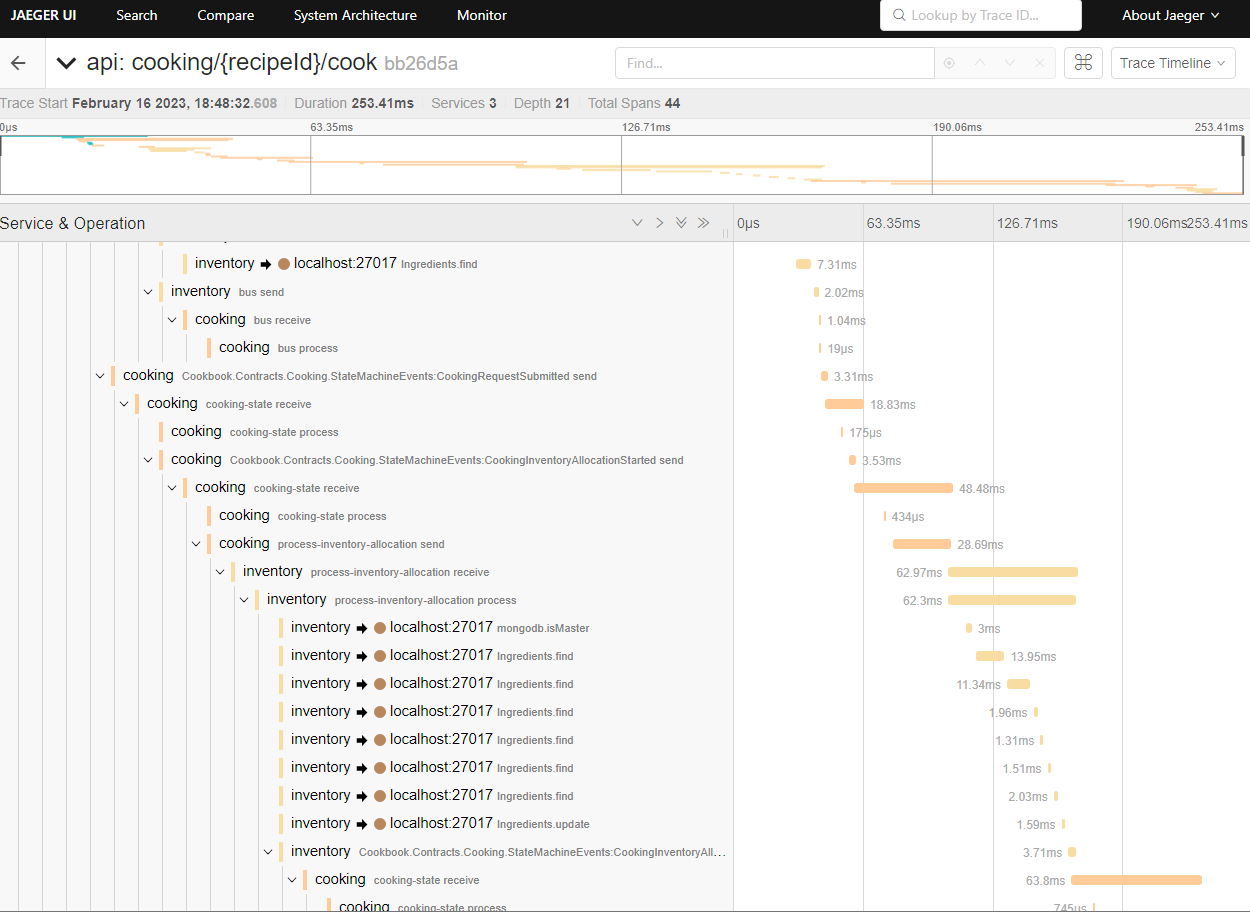 JAEGER UI Search Compare System Architecture Monitor Lookup by Trace ID... About Jaeger
api: cooking/{recipeId}/cook bb26d5a Find... Trace Timeline
Trace Start February 16 2023, 18:48:32.608 Duration 253.41ms Services 3 Depth 21 Total Spans 44
0μs 63.35ms 126.71ms 190.06ms 253.41ms
Service & Operation 0μs 63.35ms 126.71ms 190.06ms 253.41ms
inventory localhost:27017 Ingredients.find 7.31ms
inventory bus send 2.02ms
cooking bus receive 1.04ms
cooking bus process 19μs
cooking Cookbook.Contracts.Cooking.StateMachineEvents:CookingRequestSubmitted send 3.31ms
cooking cooking-state receive 18.83ms
cooking cooking-state process 175μs
cooking Cookbook.Contracts.Cooking.StateMachineEvents:CookingInventoryAllocationStarted send 3.53ms
cooking cooking-state receive 48.48ms
cooking cooking-state process 434μs
cooking process-inventory-allocation send 28.69ms
inventory process-inventory-allocation receive 62.97ms
inventory process-inventory-allocation process 62.3ms
inventory localhost:27017 mongodb.isMaster 3ms
inventory localhost:27017 Ingredients.find 13.95ms
inventory localhost:27017 Ingredients.find 11.34ms
inventory localhost:27017 Ingredients.find 1.96ms
inventory localhost:27017 Ingredients.find 1.31ms
inventory localhost:27017 Ingredients.find 1.51ms
inventory localhost:27017 Ingredients.find 2.03ms
inventory localhost:27017 Ingredients.update 1.59ms
inventory Cookbook.Contracts.Cooking.StateMachineEvents:CookingInventoryAll... 3.71ms
cooking cooking-state receive 63.8ms
cooking cooking-state process 745μs